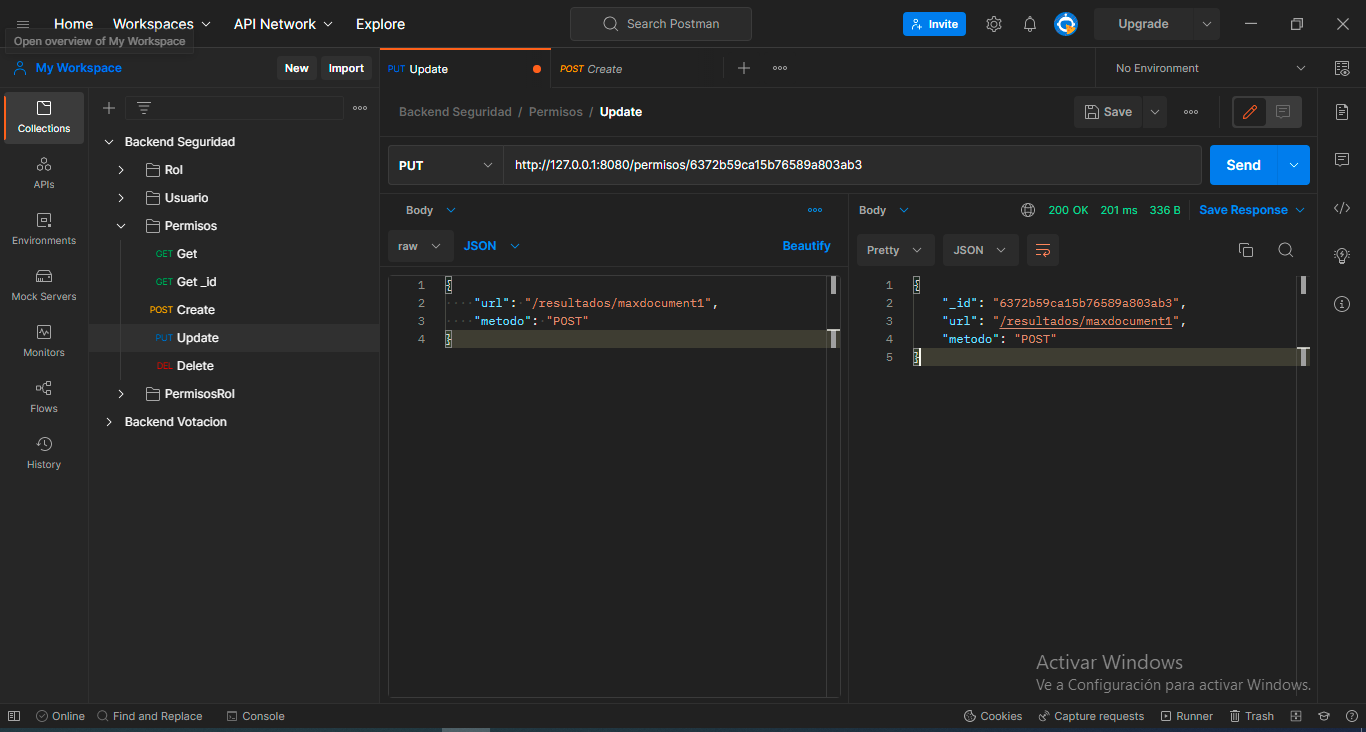 Home Workspaces API Network Explore Search Postman Invite Upgrade
Open overview of My Workspace
My Workspace New Import PUT Update POST Create No Environment
Collections
APIs
Environments
Mock Servers
Monitors
Flows
History
Backend Seguridad
Rol
Usuario
Permisos
GET Get
GET Get _id
POST Create
PUT Update
DEL Delete
PermisosRol
Backend Votacion
Backend Seguridad / Permisos / Update Save
PUT http://127.0.0.1:8080/permisos/6372b59ca15b76589a803ab3 Send
Body
raw JSON Beautify
1 {
2 "url": "/resultados/maxdocument1",
3 "metodo": "POST"
4 }
Body 200 OK 201 ms 336 B Save Response
Pretty JSON
1 {
2 "_id": "6372b59ca15b76589a803ab3",
3 "url": "/resultados/maxdocument1",
4 "metodo": "POST"
5 }
Activar Windows
Ve a Configuración para activar Windows.
Online Find and Replace Console Cookies Capture requests Runner Trash